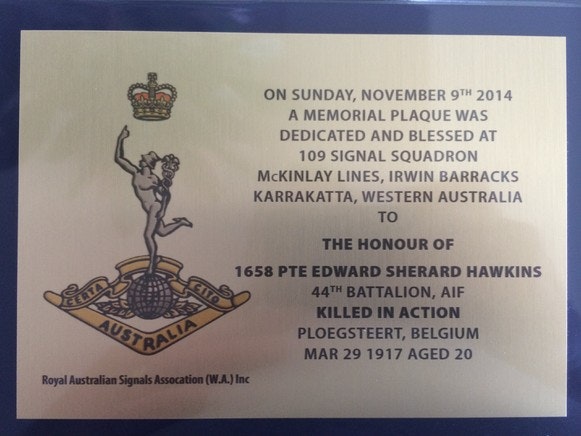 ON SUNDAY, NOVEMBER 9TH 2014
A MEMORIAL PLAQUE WAS
DEDICATED AND BLESSED AT
109 SIGNAL SQUADRON
McKINLAY LINES, IRWIN BARRACKS
KARRAKATTA, WESTERN AUSTRALIA
TO
THE HONOUR OF
1658 PTE EDWARD SHERARD HAWKINS
44TH BATTALION, AIF
KILLED IN ACTION
PLOEGSTEERT, BELGIUM
MAR 29 1917 AGED 20
CERTA CITO
AUSTRALIA
Royal Australian Signals Assocation (W.A.) Inc